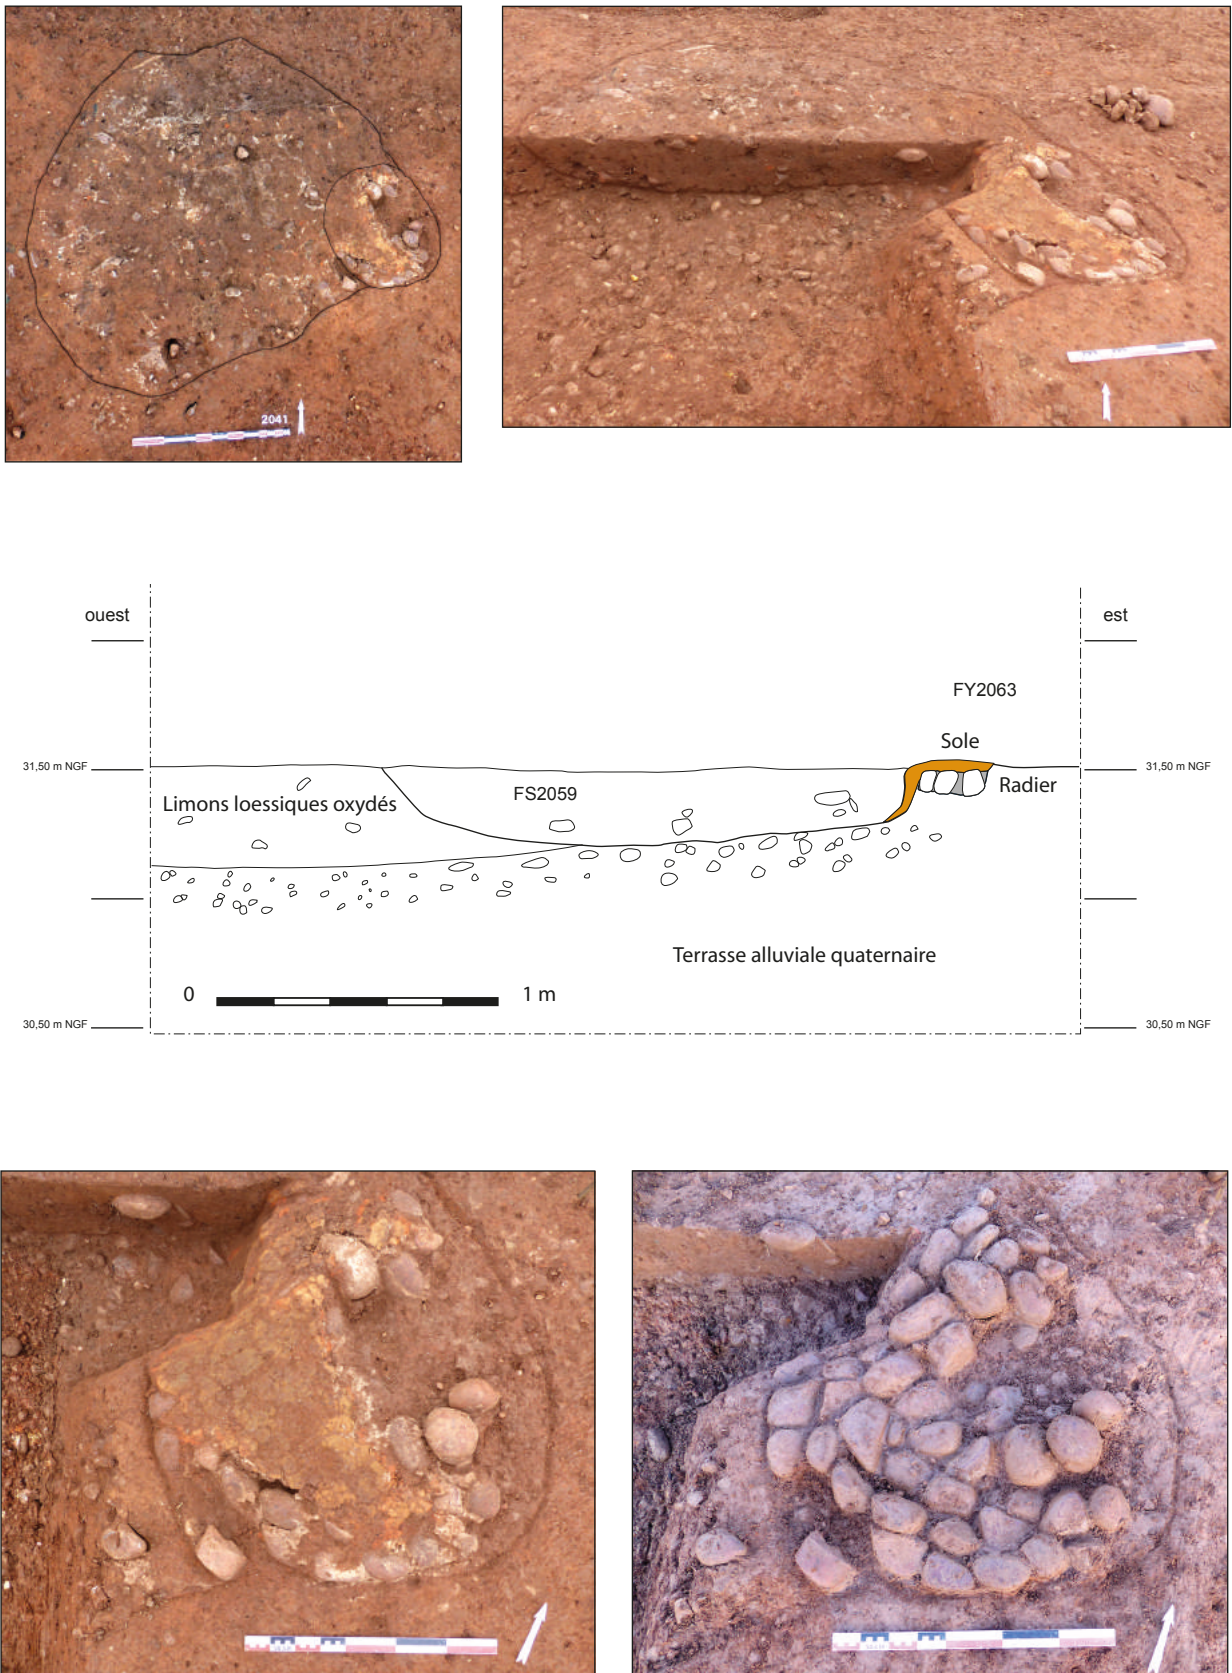 2041
ouest
est
FY2063
Sole
31,50 m NGF
31,50 m NGF
Limons loessiques oxydés
FS2059
Radier
Terrasse alluviale quaternaire
0
1 m
30,50 m NGF
30,50 m NGF